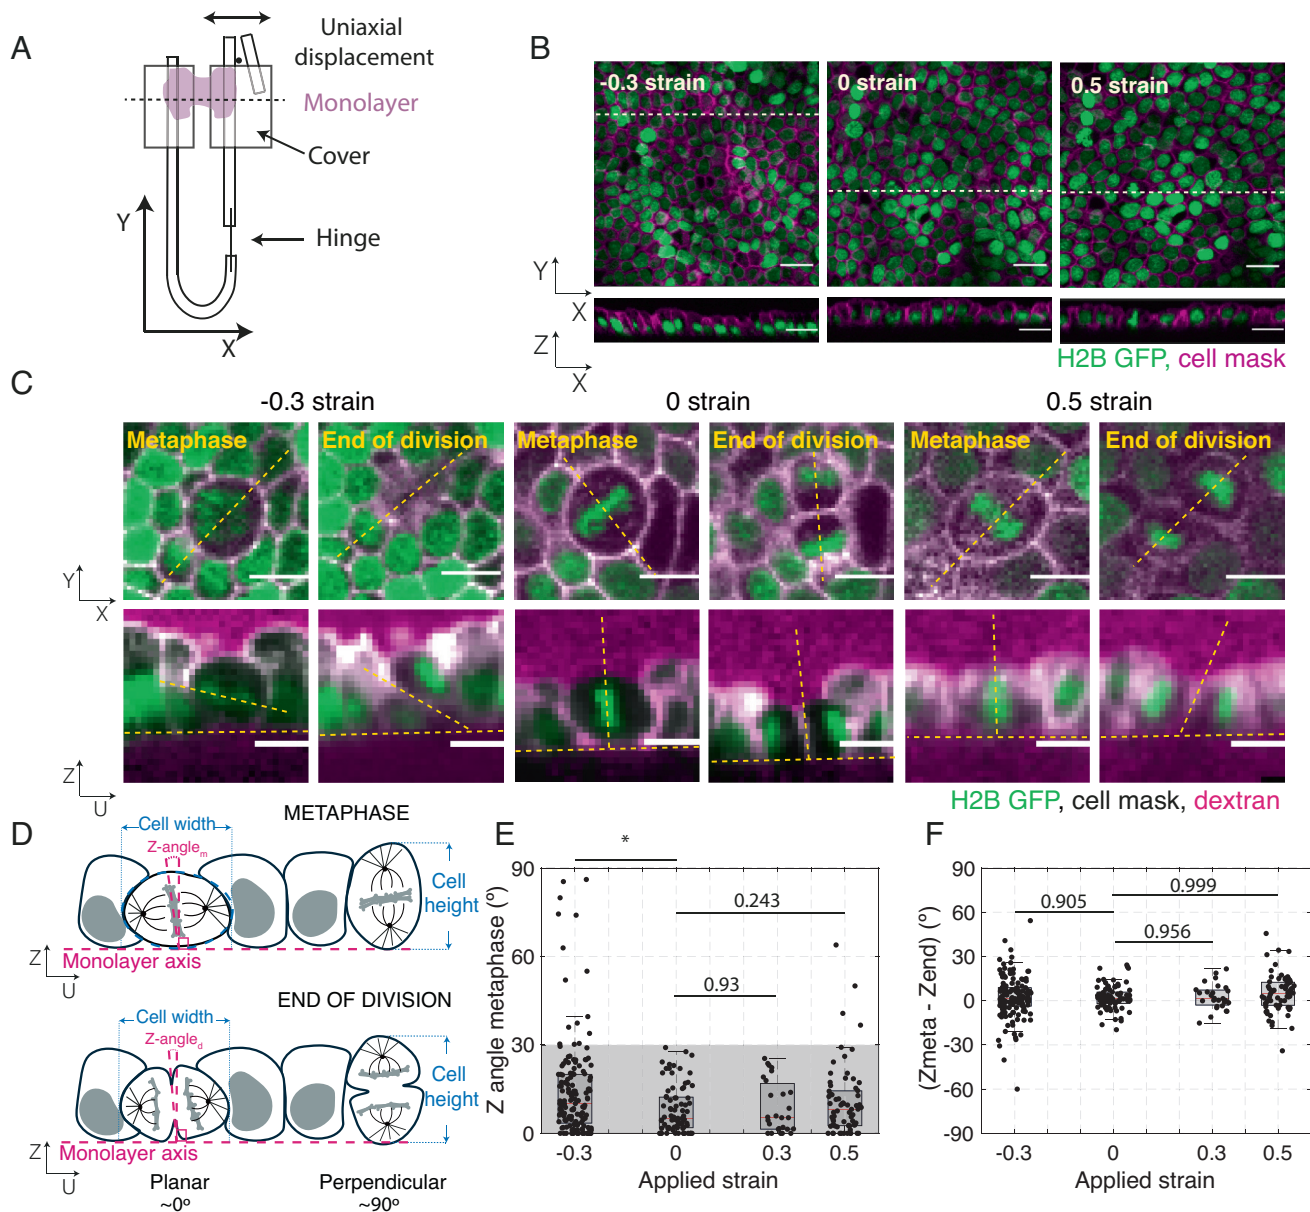 A
Uniaxial
displacement
Monolayer
Cover
Hinge
Y
X
B
-0.3 strain
0 strain
0.5 strain
Y
X
Z
X
H2B GFP, cell mask
C
-0.3 strain
0 strain
0.5 strain
Metaphase
End of division
Metaphase
End of division
Metaphase
End of division
Y
X
Z
U
H2B GFP, cell mask, dextran
D
METAPHASE
Cell width
Z-angleₘ
Cell
height
Z
Monolayer axis
U
END OF DIVISION
Cell width
Z-angle_d
Cell
height
Z
Monolayer axis
U
Planar
~0º
Perpendicular
~90º
E
Z angle metaphase (º)
90
60
30
0
*
0.243
0.93
-0.3
0
0.3
0.5
Applied strain
F
(Zmeta - Zend) (°)
90
60
30
0
-30
-60
-90
0.999
0.905
0.956
-0.3
0
0.3
0.5
Applied strain